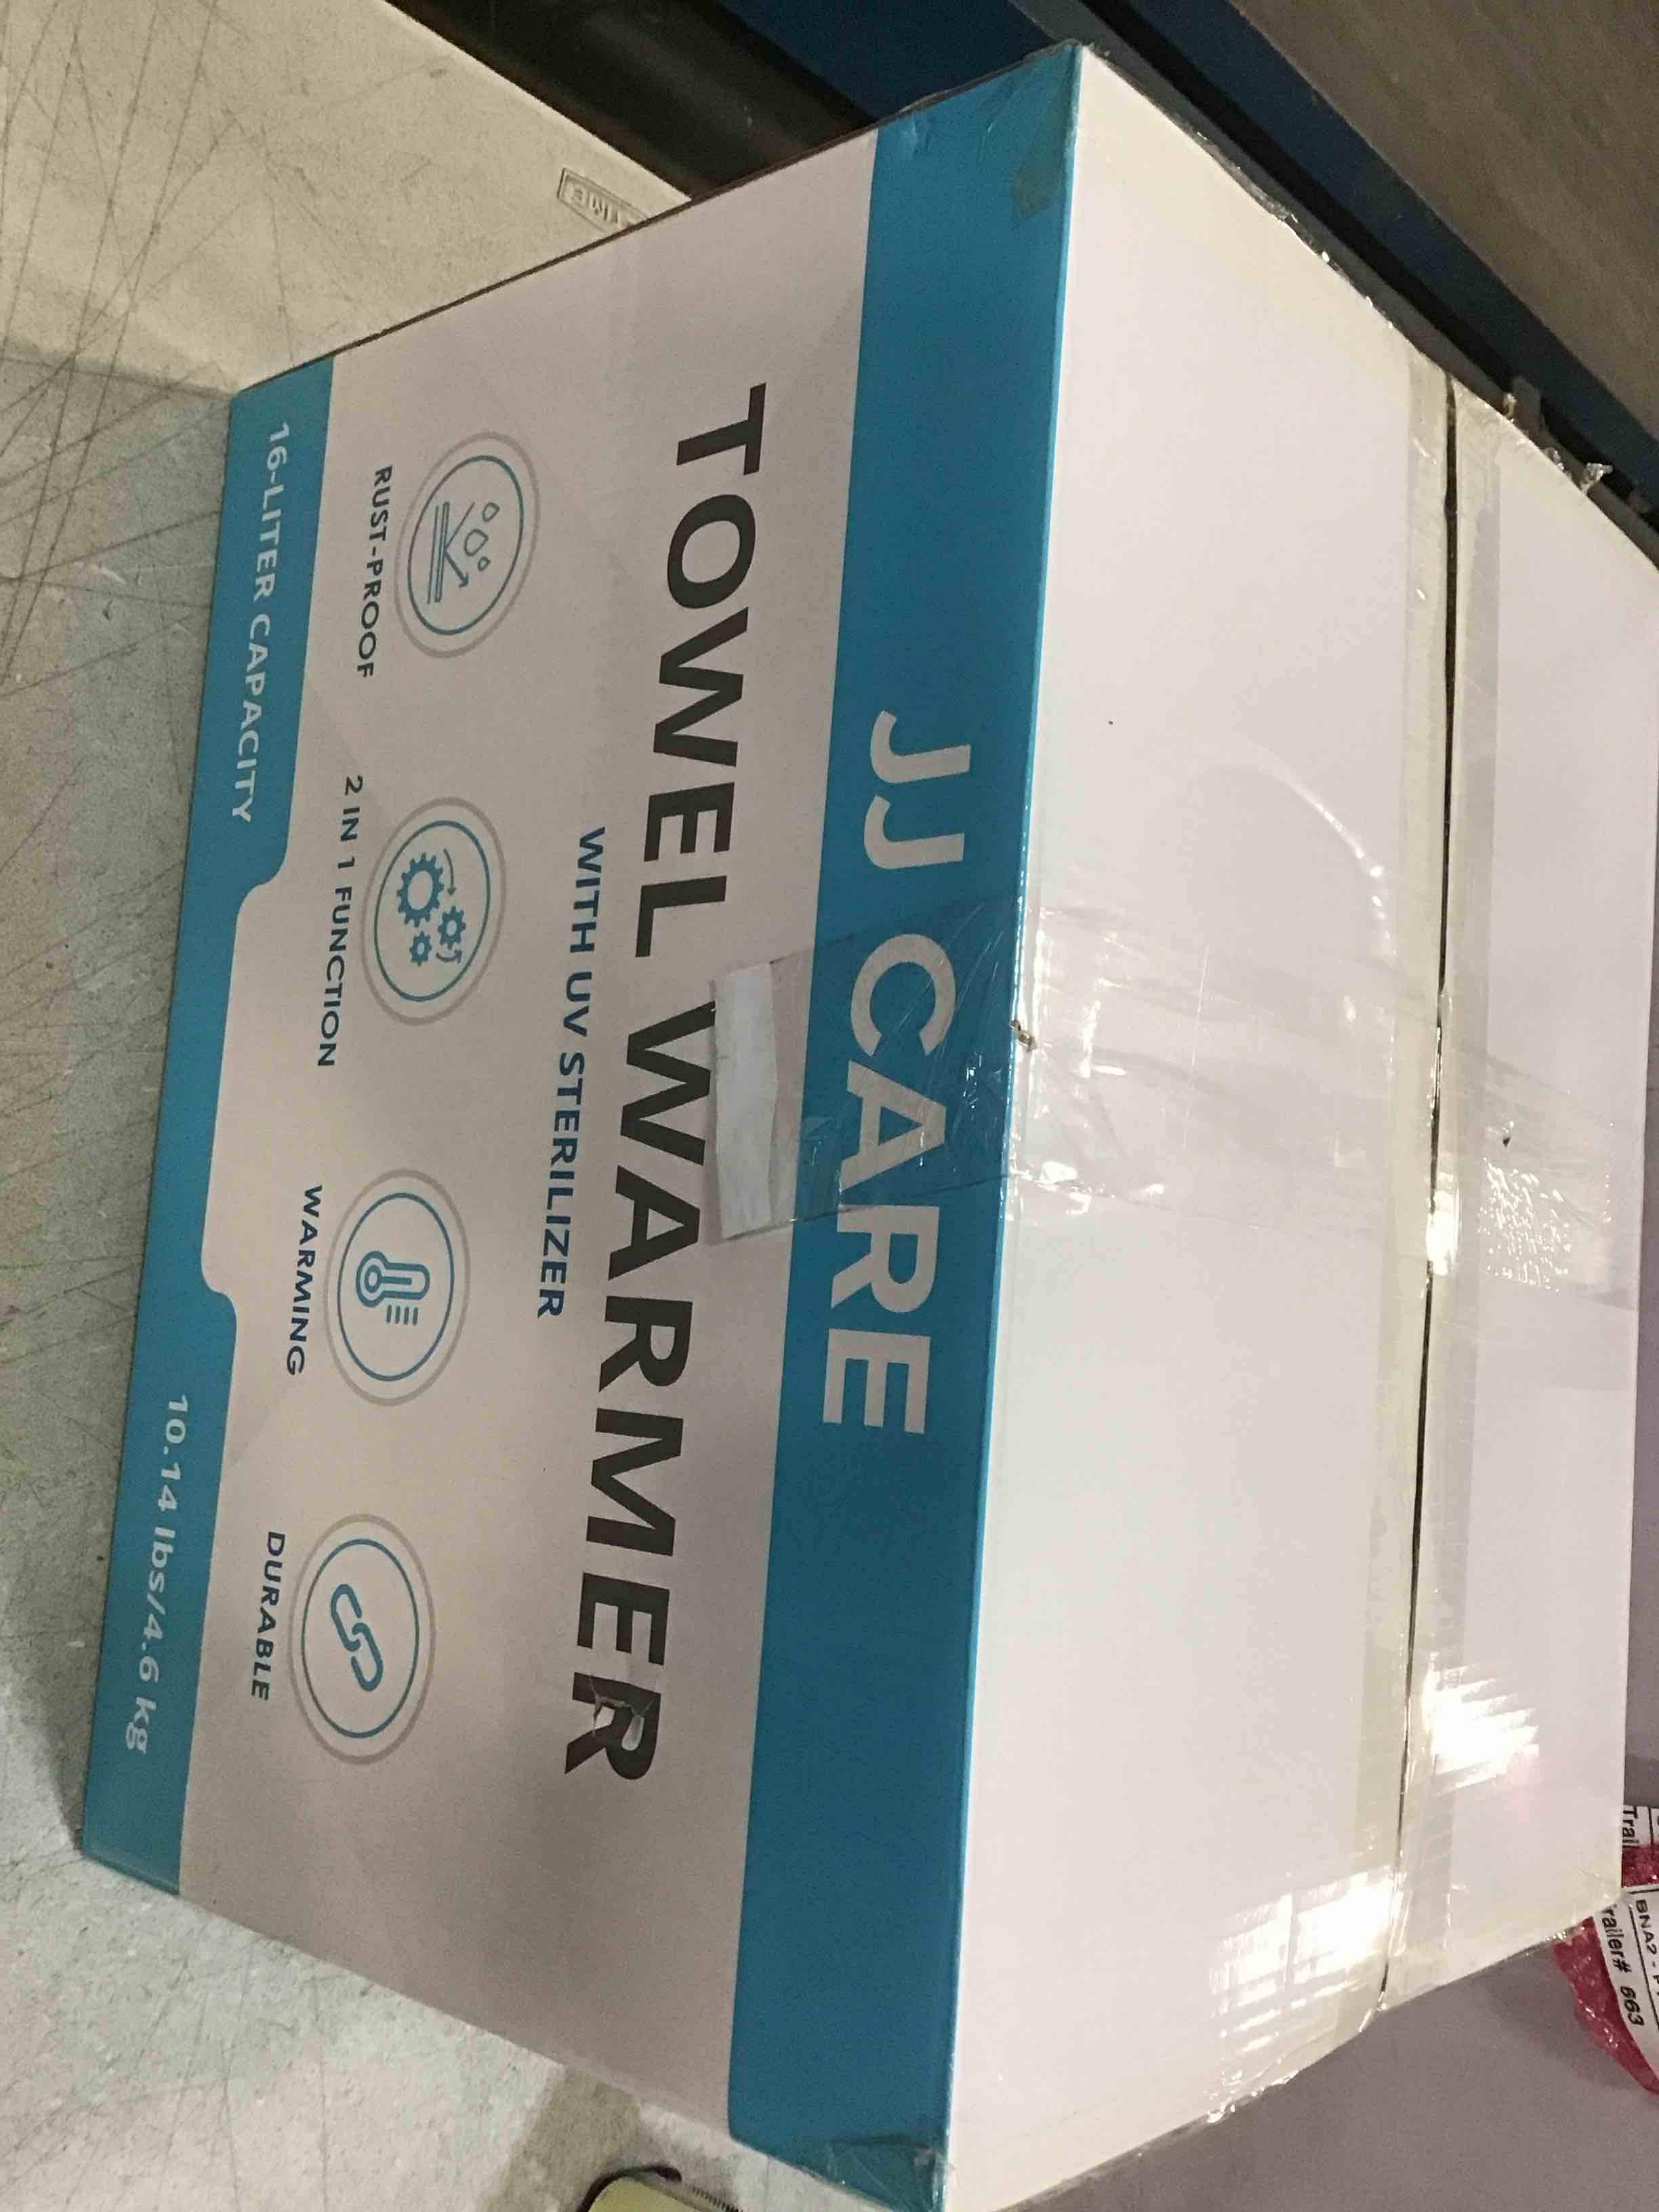 JJ CARE
TOWEL WARMER
WITH UV STERILIZER
RUST-PROOF
2 IN 1 FUNCTION
WARMING
DURABLE
16-LITER CAPACITY
10.14 lbs/4.6 kg
BNA2 -
663